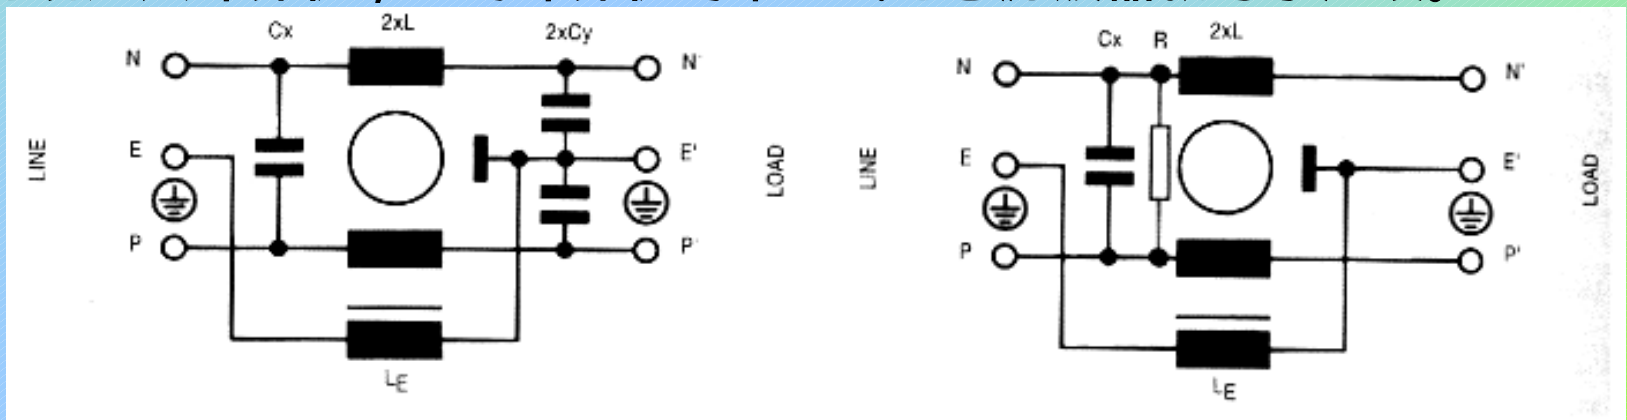 Cx 2xL 2xCy
N N'
LINE E E' LOAD
P P'
LE
Cx R 2xL
N N'
LINE E E' LOAD
P P'
LE